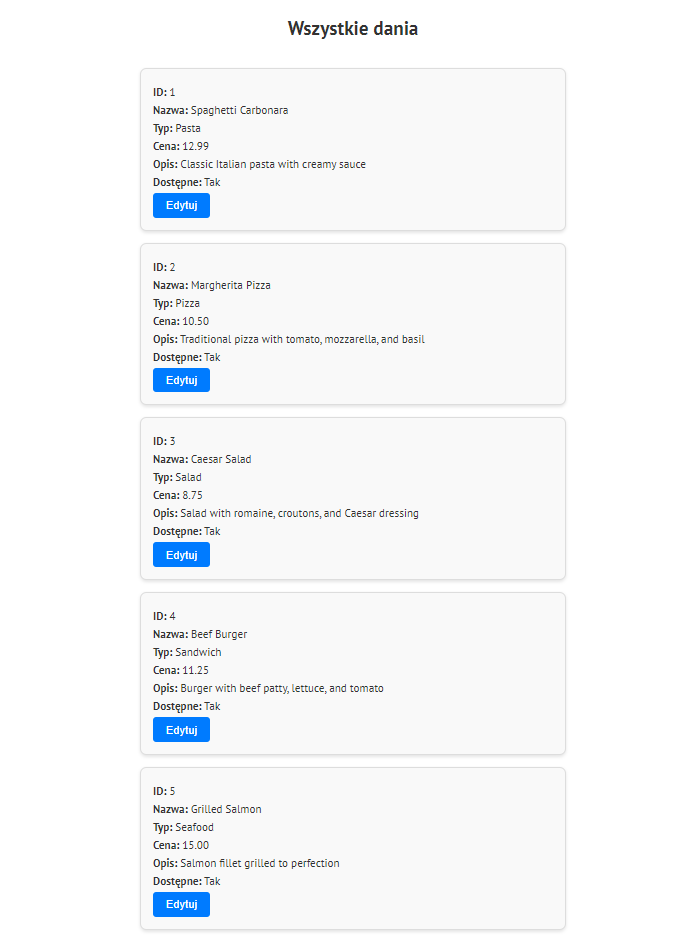 Wszystkie dania
ID: 1
Nazwa: Spaghetti Carbonara
Typ: Pasta
Cena: 12.99
Opis: Classic Italian pasta with creamy sauce
Dostępne: Tak
Edytuj
ID: 2
Nazwa: Margherita Pizza
Typ: Pizza
Cena: 10.50
Opis: Traditional pizza with tomato, mozzarella, and basil
Dostępne: Tak
Edytuj
ID: 3
Nazwa: Caesar Salad
Typ: Salad
Cena: 8.75
Opis: Salad with romaine, croutons, and Caesar dressing
Dostępne: Tak
Edytuj
ID: 4
Nazwa: Beef Burger
Typ: Sandwich
Cena: 11.25
Opis: Burger with beef patty, lettuce, and tomato
Dostępne: Tak
Edytuj
ID: 5
Nazwa: Grilled Salmon
Typ: Seafood
Cena: 15.00
Opis: Salmon fillet grilled to perfection
Dostępne: Tak
Edytuj